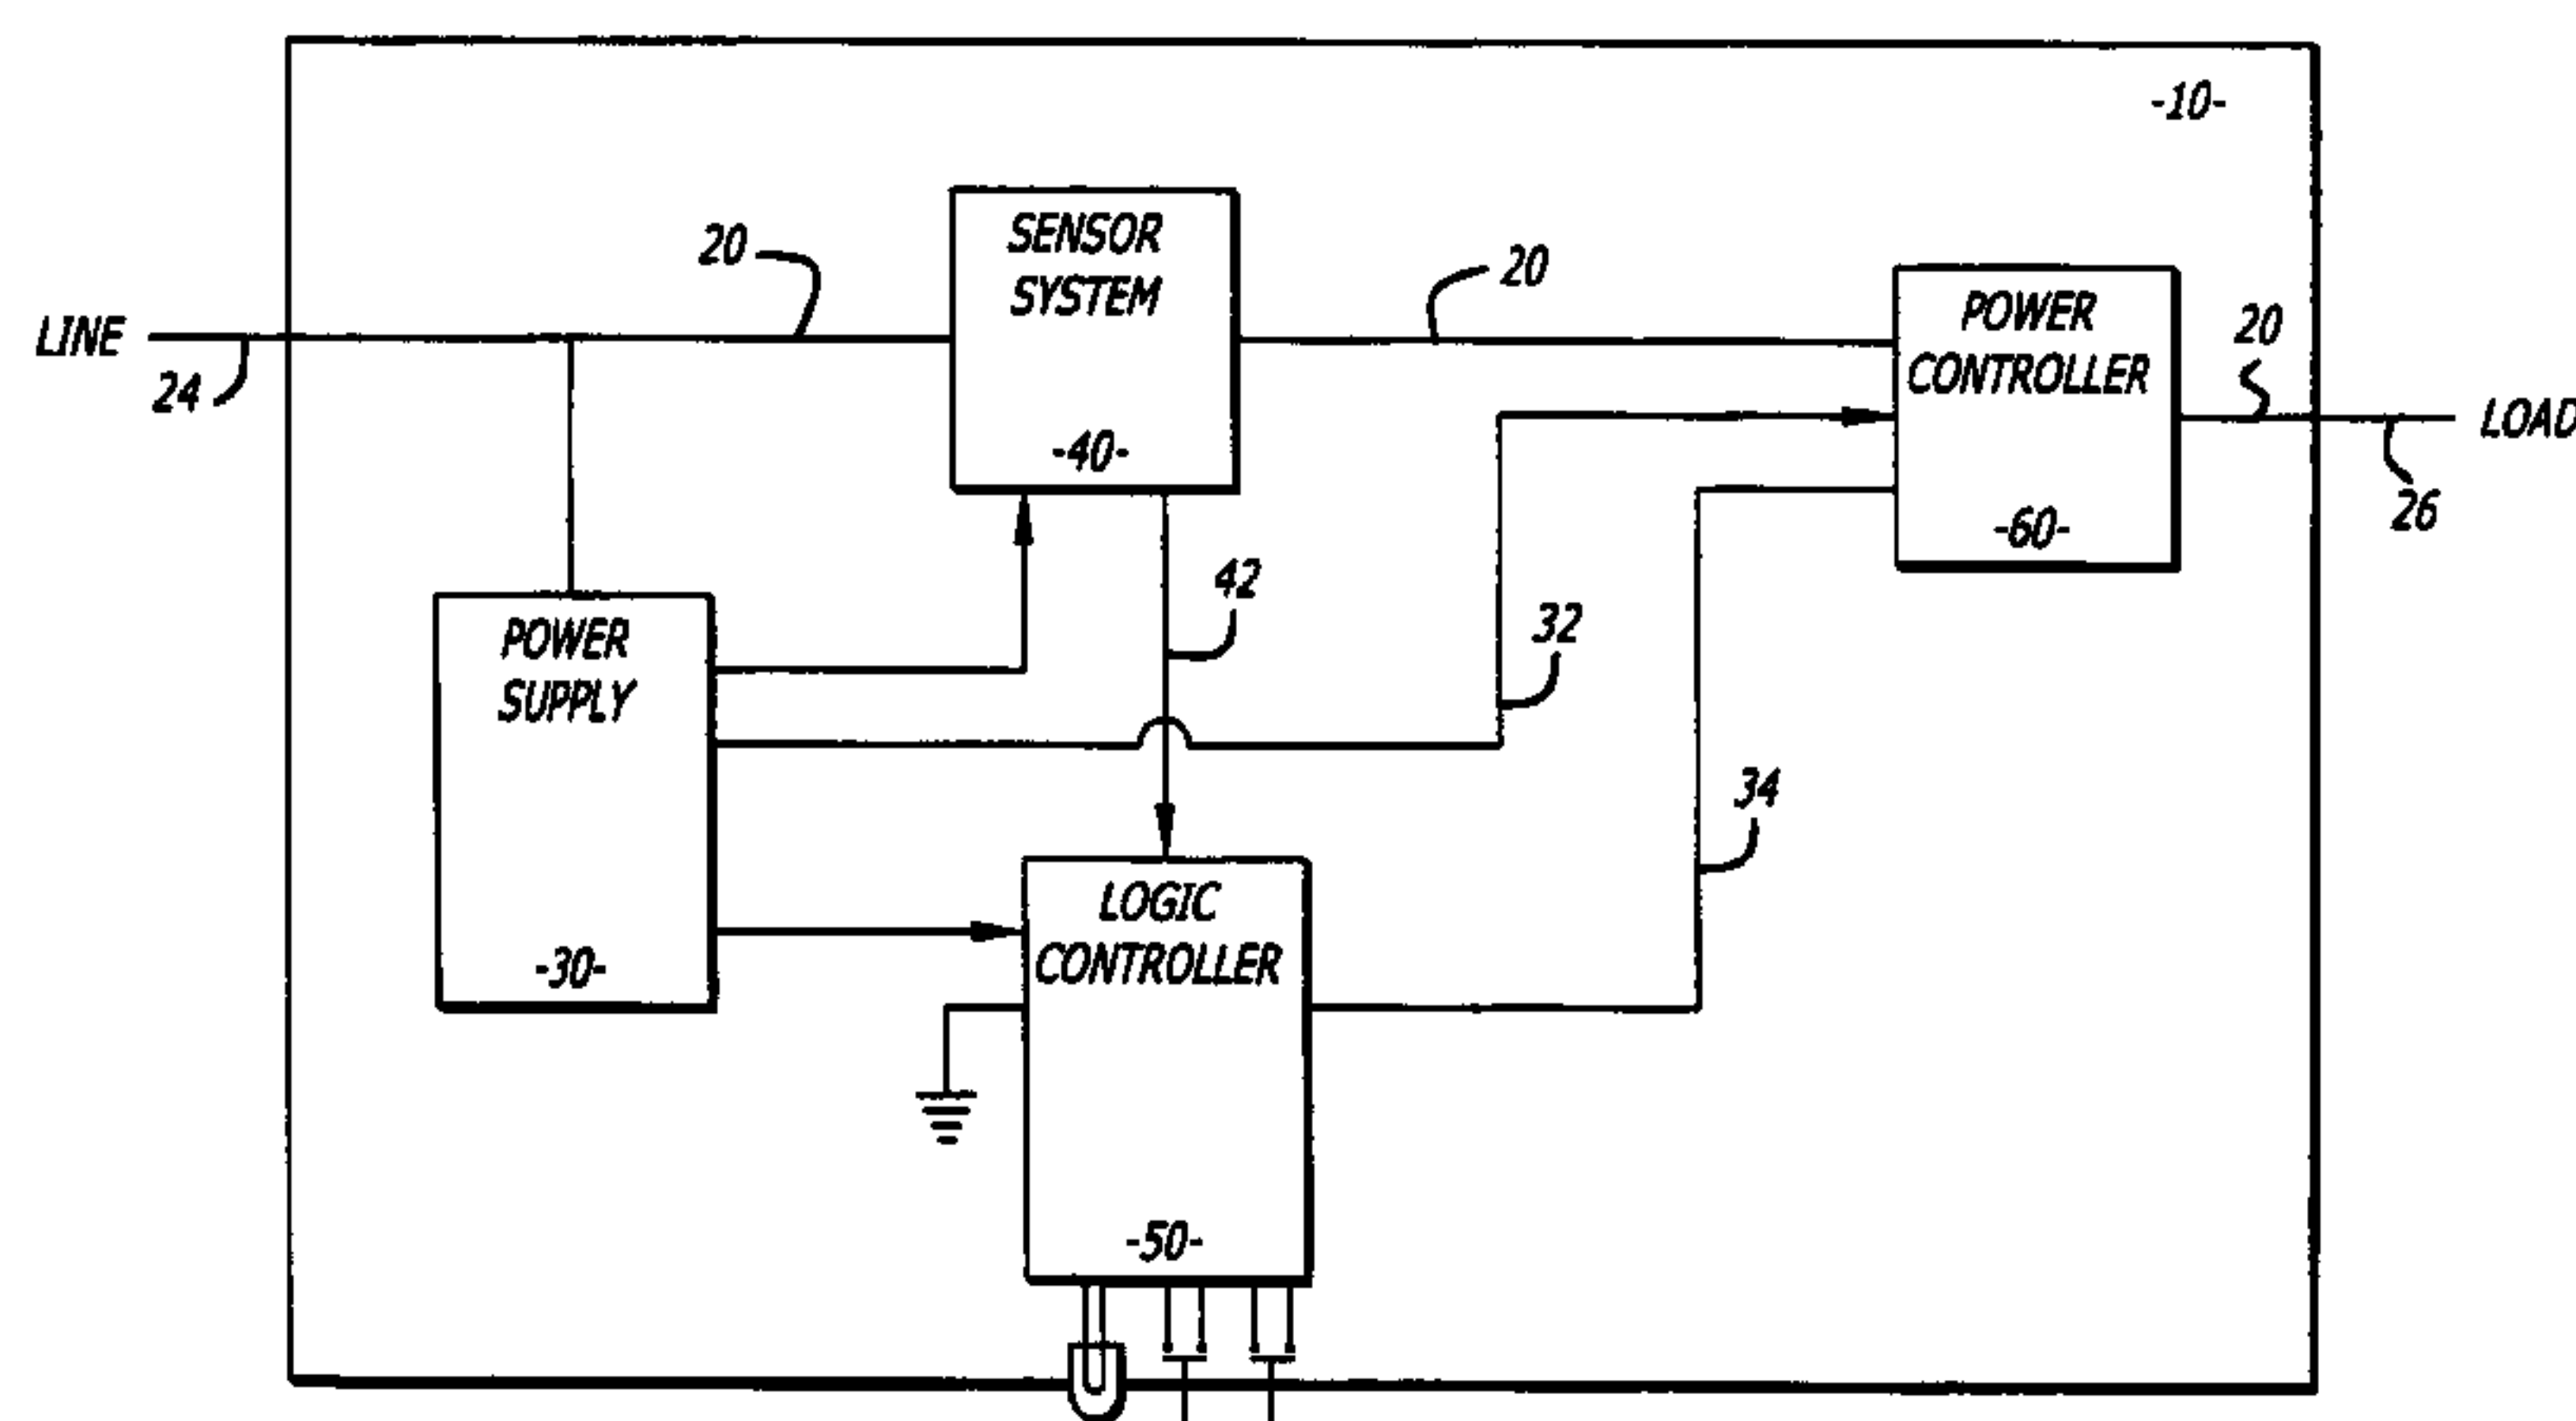 -10-
SENSOR
SYSTEM
-40-
20
20
POWER
CONTROLLER
-60-
20
LINE
24
LOAD
26
POWER
SUPPLY
-30-
42
32
34
LOGIC
CONTROLLER
-50-